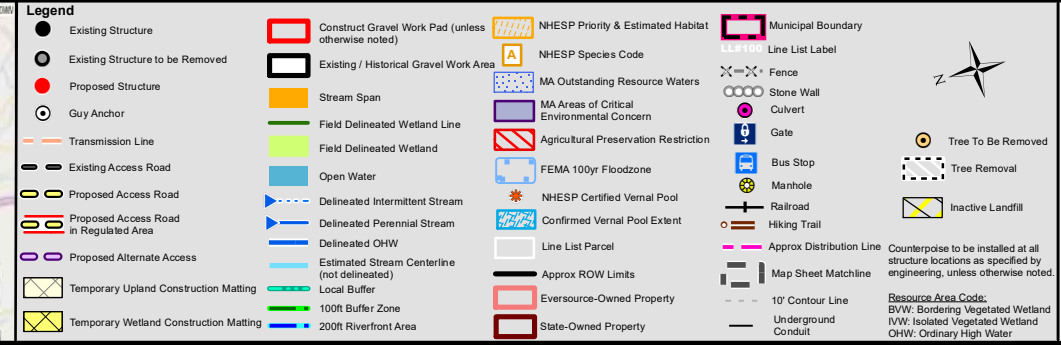 Legend
Existing Structure
Existing Structure to be Removed
Proposed Structure
Guy Anchor
Transmission Line
Existing Access Road
Proposed Access Road
Proposed Access Road
in Regulated Area
Proposed Alternate Access
Temporary Upland Construction Matting
Temporary Wetland Construction Matting
Construct Gravel Work Pad (unless
otherwise noted)
Existing / Historical Gravel Work Area
Stream Span
Field Delineated Wetland Line
Field Delineated Wetland
Open Water
Delineated Intermittent Stream
Delineated Perennial Stream
Delineated OHW
Estimated Stream Centerline
(not delineated)
Local Buffer
100ft Buffer Zone
200ft Riverfront Area
NHESP Priority & Estimated Habitat
A NHESP Species Code
MA Outstanding Resource Waters
MA Areas of Critical
Environmental Concern
Agricultural Preservation Restriction
FEMA 100yr Floodzone
NHESP Certified Vernal Pool
Confirmed Vernal Pool Extent
Line List Parcel
Approx ROW Limits
Eversource-Owned Property
State-Owned Property
Municipal Boundary
LL#100 Line List Label
Fence
Stone Wall
Culvert
Gate
Bus Stop
Manhole
Railroad
Hiking Trail
Approx Distribution Line
Map Sheet Matchline
10' Contour Line
Underground
Conduit
N
Tree To Be Removed
Tree Removal
Inactive Landfill
Counterpoise to be installed at all
structure locations as specified by
engineering, unless otherwise noted.
Resource Area Code:
BVW: Bordering Vegetated Wetland
IVW: Isolated Vegetated Wetland
OHW: Ordinary High Water